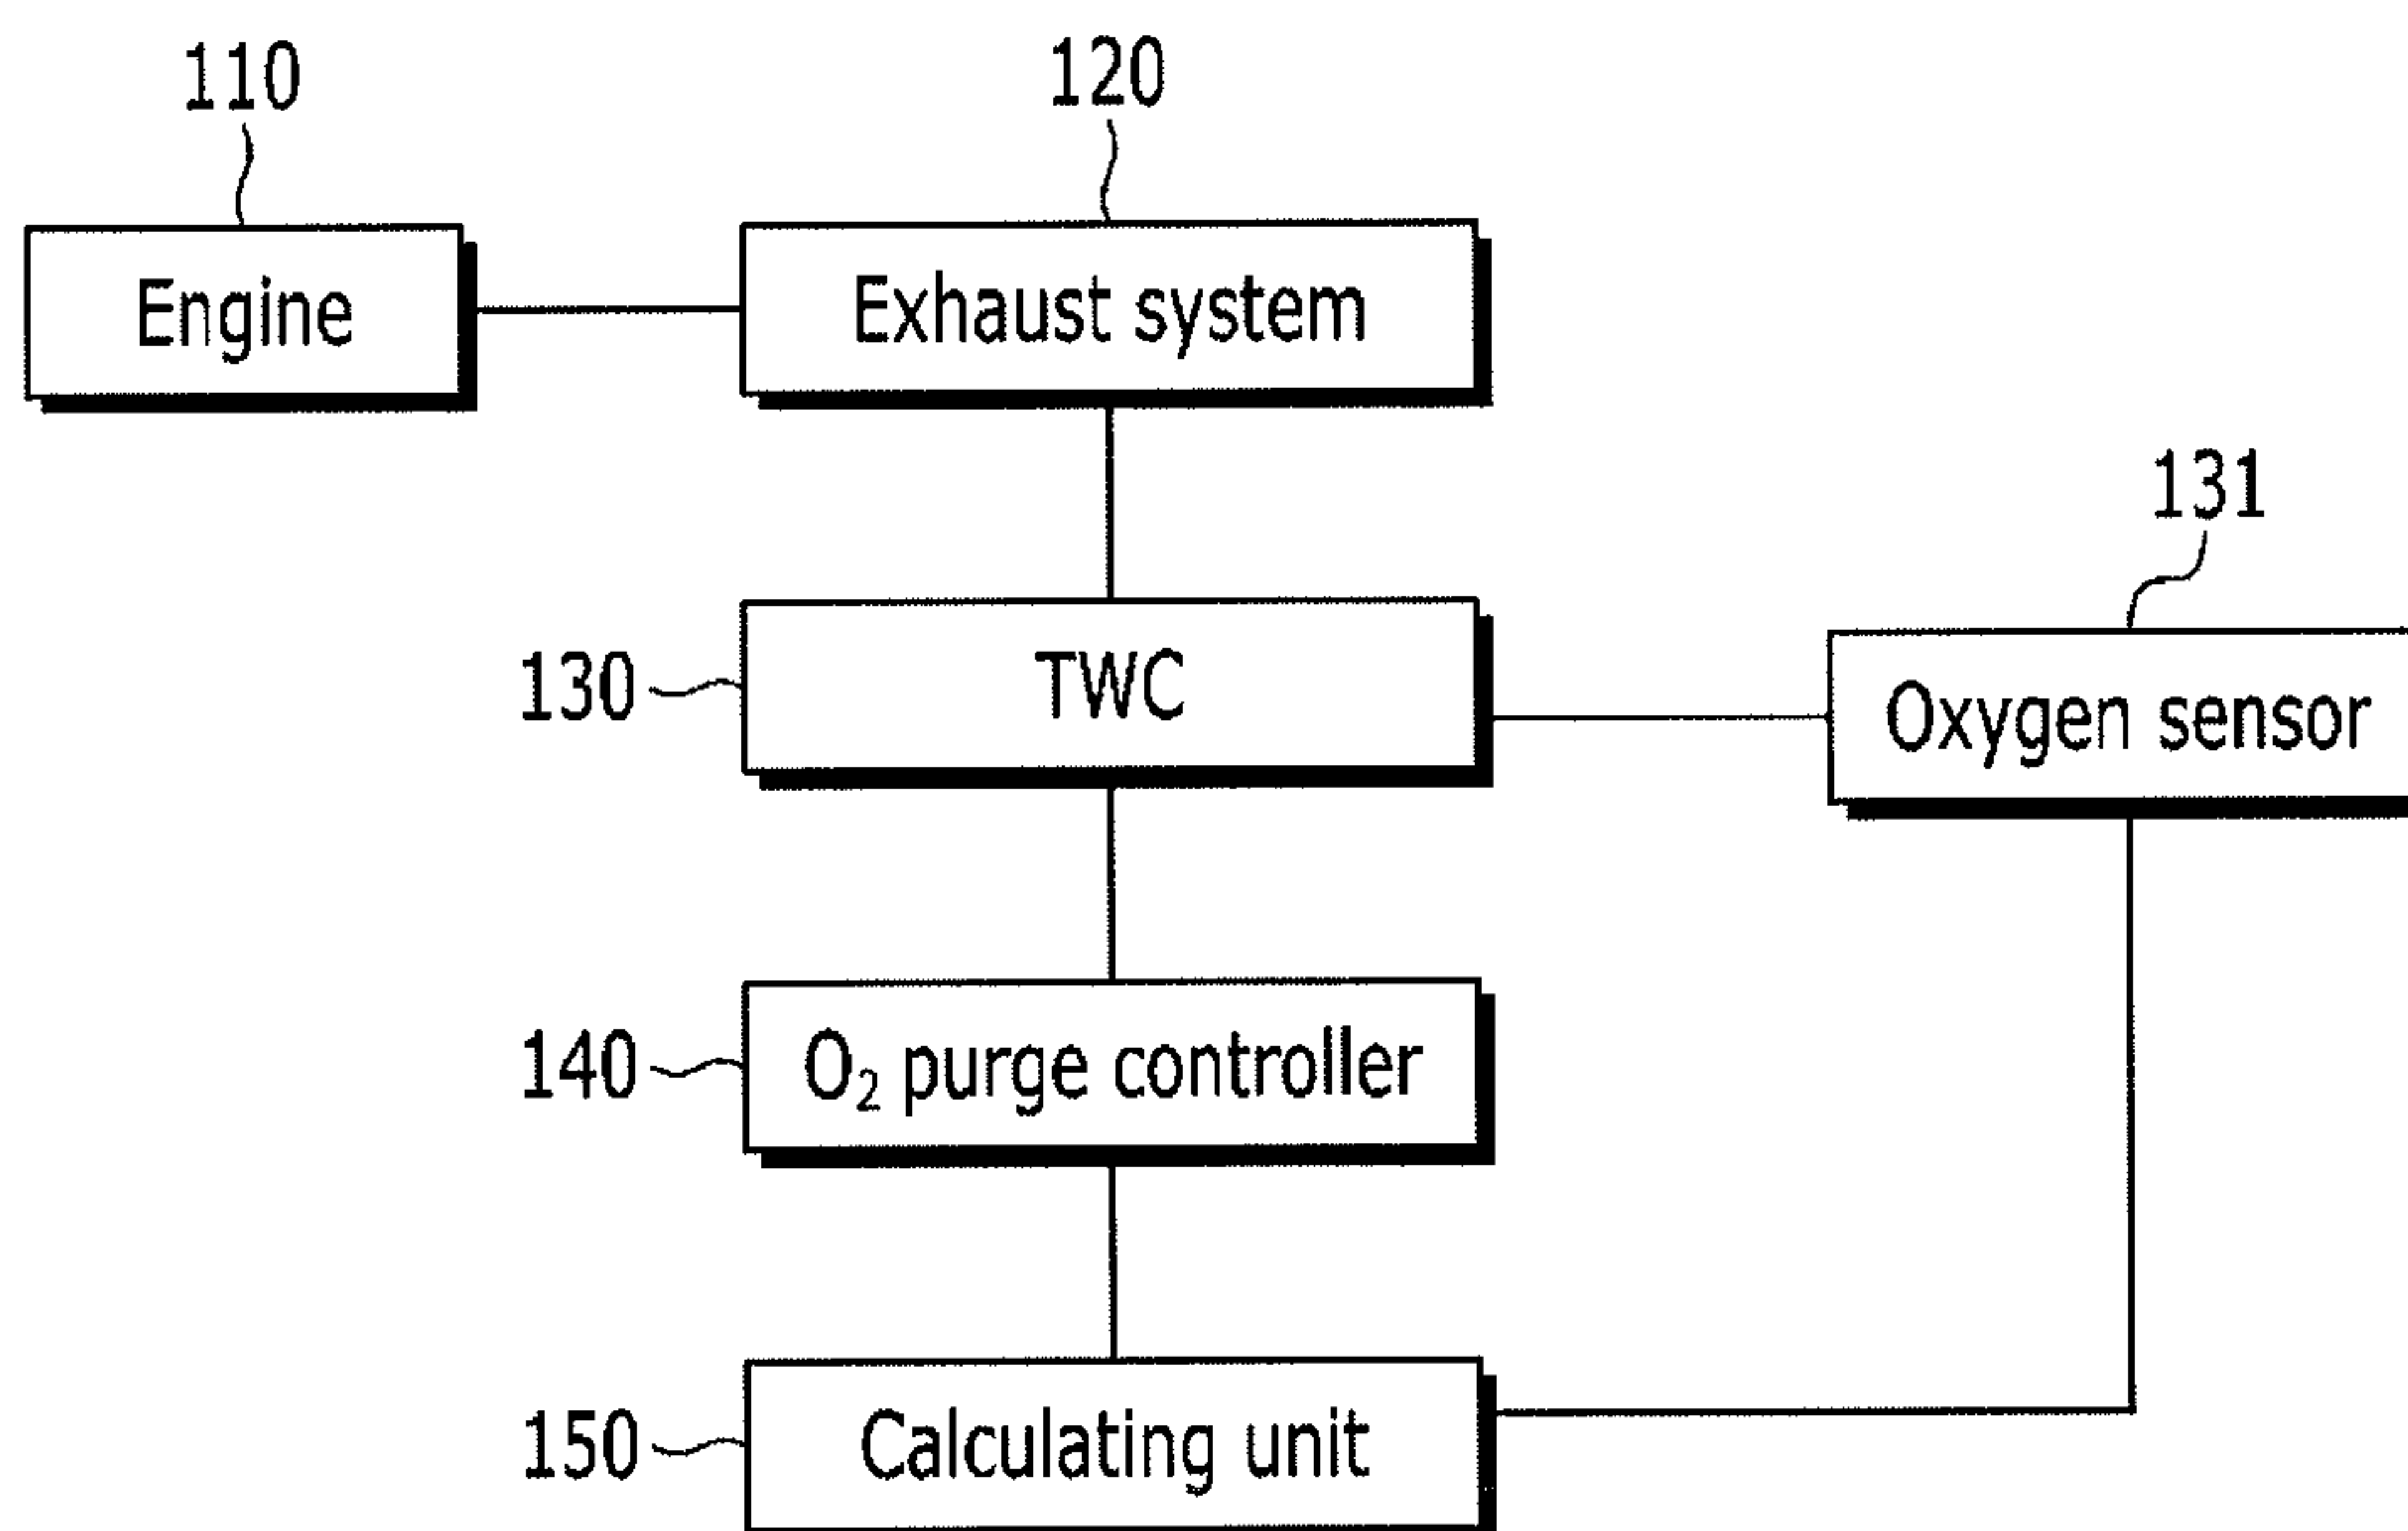 110
120
Engine
Exhaust system
131
130
TWC
Oxygen sensor
140
O₂ purge controller
150
Calculating unit